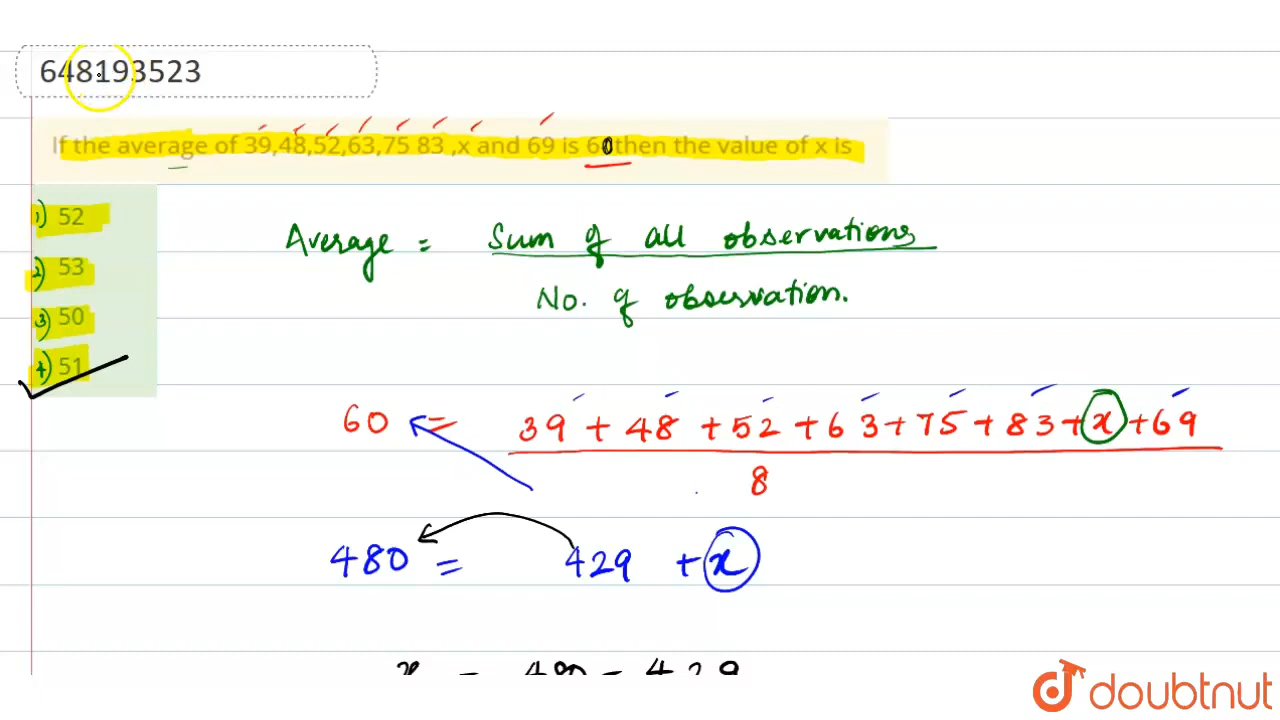 648193523
If the average of 39,48,52,63,75 83 ,x and 69 is 60 then the value of x is
1) 52
2) 53
3) 50
4) 51
Average = Sum of all observations
No. of observation.
60 = 39 + 48 + 52 + 63 + 75 + 83 + x + 69
8
480 = 429 + x
x = 480 - 429
doubtnut